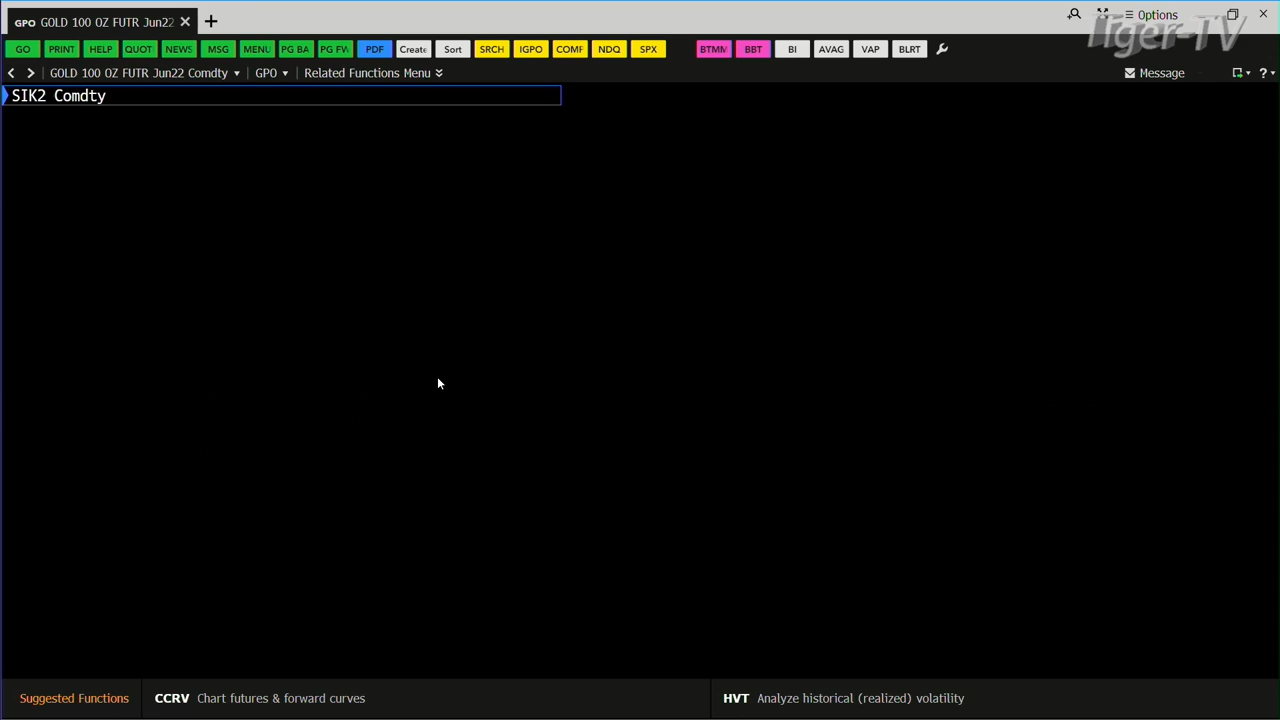 GPO GOLD 100 OZ FUTR Jun22
Options
Tiger-TV
GO PRINT HELP QUOT NEWS MSG MENU PG BA PG FW PDF Create Sort SRCH IGPO COMP NDQ SPX BTMM BBT BI AVAG VAP BLRT
GOLD 100 OZ FUTR Jun22 Comdty GPO Related Functions Menu Message ?
SIK2 Comdty
Suggested Functions CCRV Chart futures & forward curves HVT Analyze historical (realized) volatility